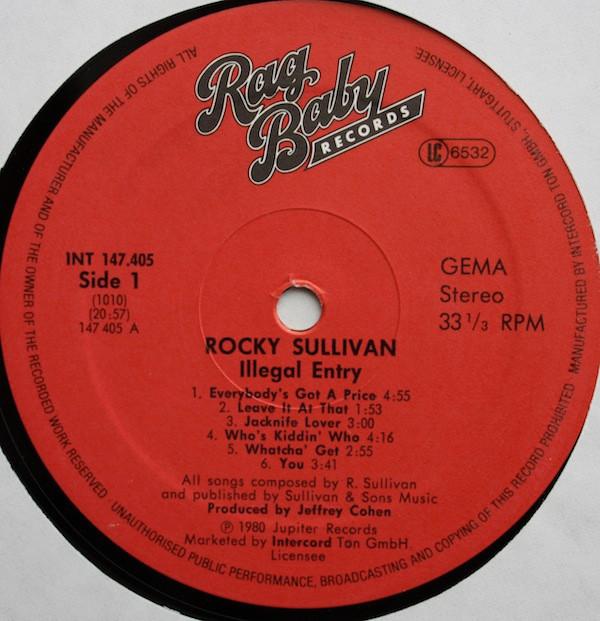 Rag
Baby
RECORDS
LC 6532
INT 147.405
Side 1
(1010)
(20:57)
147 405 A
GEMA
Stereo
33 1/3 RPM
ROCKY SULLIVAN
Illegal Entry
1. Everybody's Got A Price 4:55
2. Leave It At That 1:53
3. Jacknife Lover 3:00
4. Who's Kiddin' Who 4:16
5. Whatcha' Get 2:55
6. You 3:41
All songs composed by R. Sullivan
and published by Sullivan & Sons Music
Produced by Jeffrey Cohen
℗ 1980 Jupiter Records
Marketed by Intercord Ton GmbH.
Licensee
ALL RIGHTS OF THE MANUFACTURER AND OF THE OWNER OF THE RECORDED WORK RESERVED · UNAUTHORISED PUBLIC PERFORMANCE, BROADCASTING AND COPYING OF THIS RECORD PROHIBITED
MANUFACTURED BY INTERCORD TON GMBH, STUTTGART, LICENSEE.